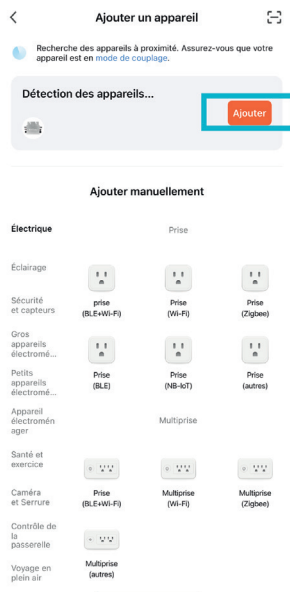 Ajouter un appareil
Recherche des appareils à proximité. Assurez-vous que votre
appareil est en mode de couplage.
Détection des appareils...
Ajouter
Ajouter manuellement
Électrique
Prise
Éclairage
Sécurité
et capteurs
prise
(BLE+Wi-Fi)
Prise
(Wi-Fi)
Prise
(Zigbee)
Gros
appareils
électromé...
Petits
appareils
électromé...
Prise
(BLE)
Prise
(NB-IoT)
Prise
(autres)
Appareil
électromén
ager
Multiprise
Santé et
exercice
Caméra
et Serrure
Prise
(BLE+Wi-Fi)
Multiprise
(Wi-Fi)
Multiprise
(Zigbee)
Contrôle de
la
passerelle
Voyage en
plein air
Multiprise
(autres)